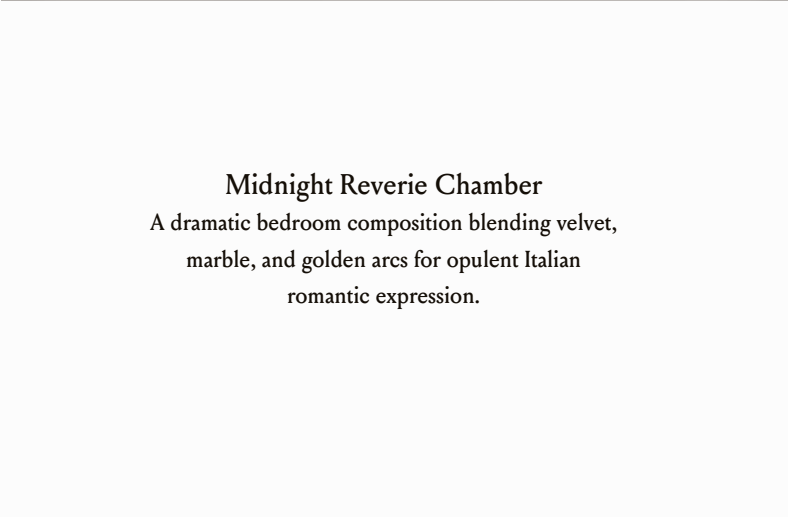 Midnight Reverie Chamber
A dramatic bedroom composition blending velvet,
marble, and golden arcs for opulent Italian
romantic expression.